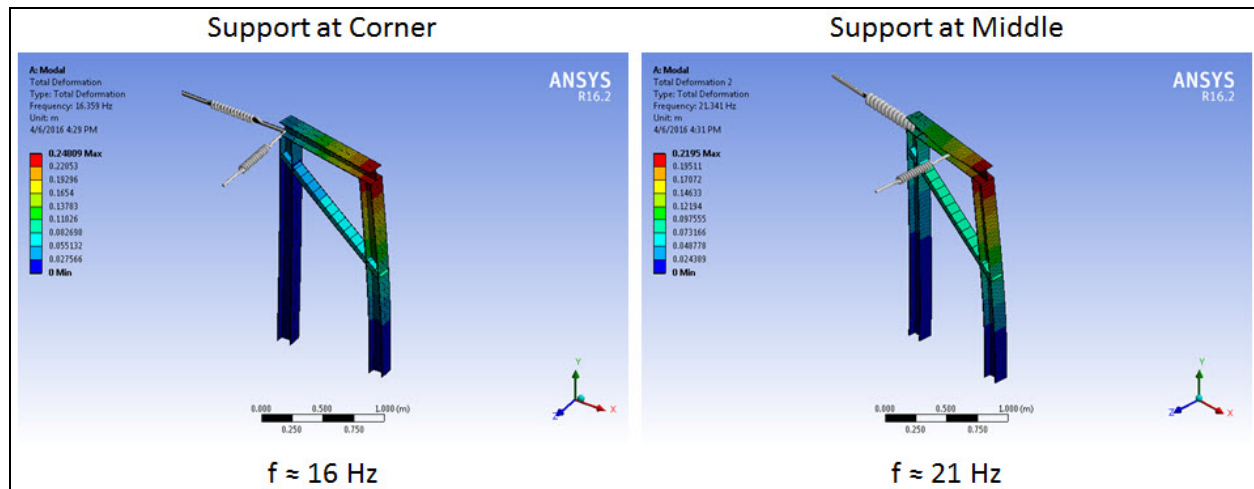 Support at Corner
A: Modal
Total Deformation
Type: Total Deformation
Frequency: 16.359 Hz
Unit: m
4/6/2016 4:29 PM
0.24809 Max
0.22053
0.19296
0.1654
0.13783
0.11026
0.082698
0.055132
0.027566
0 Min
ANSYS
R16.2
0.000 0.500 1.000 (m)
0.250 0.750
Y
Z X
f ≈ 16 Hz
Support at Middle
A: Modal
Total Deformation 2
Type: Total Deformation
Frequency: 21.341 Hz
Unit: m
4/6/2016 4:31 PM
0.2195 Max
0.19511
0.17072
0.14633
0.12194
0.097555
0.073166
0.048778
0.024389
0 Min
ANSYS
R16.2
0.000 0.500 1.000 (m)
0.250 0.750
Y
Z X
f ≈ 21 Hz